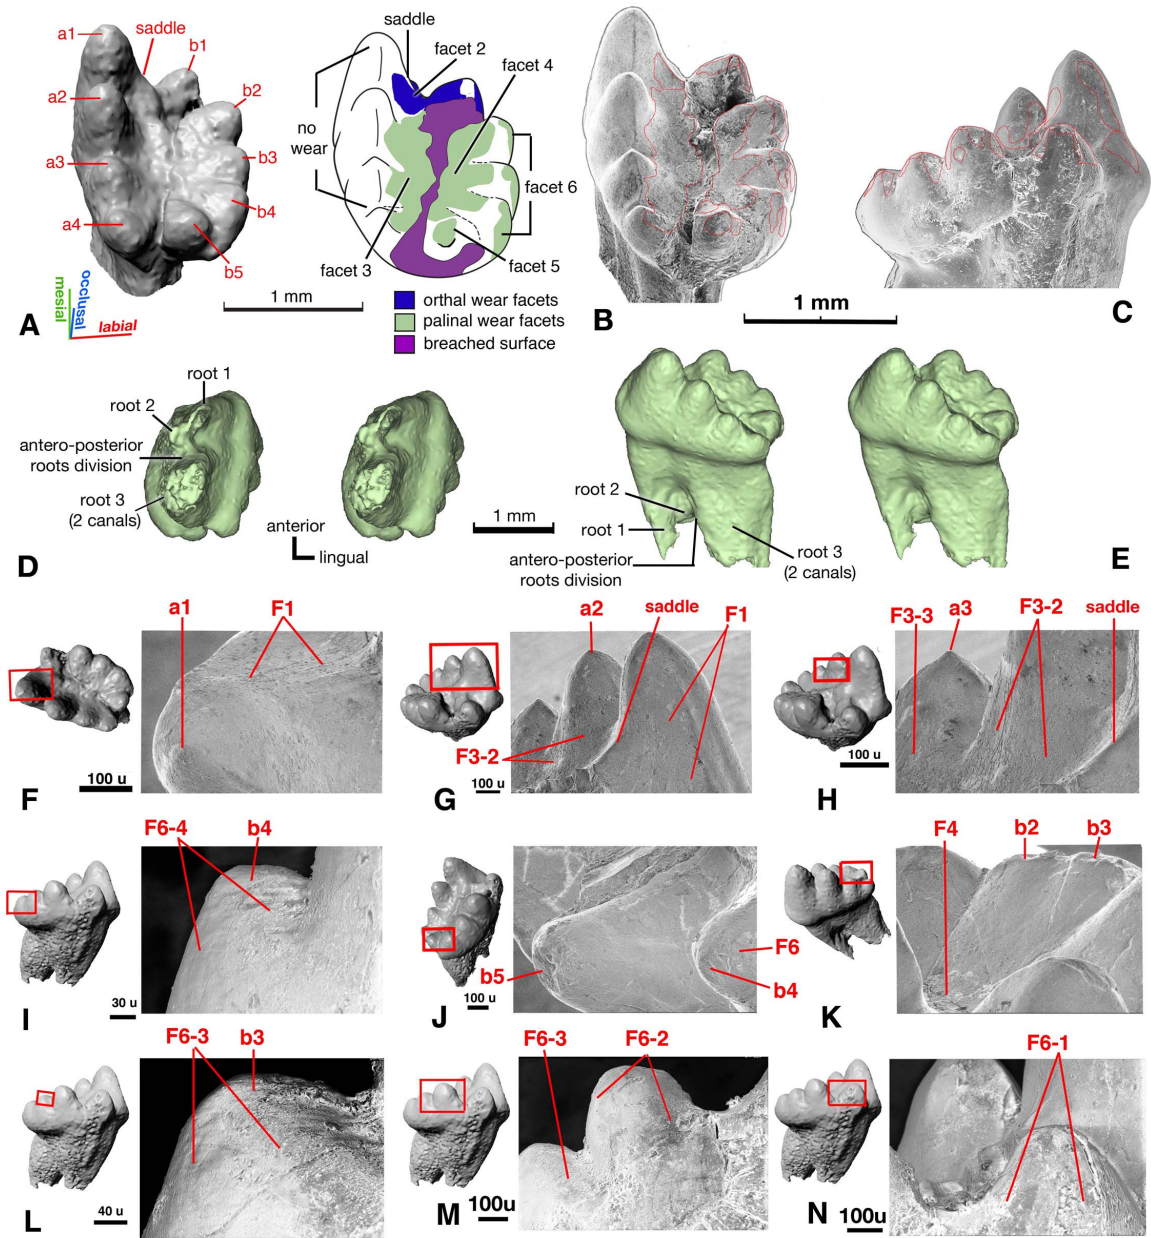 a1
saddle
b1
a2
b2
a3
b3
b4
a4
b5
mesial
occlusal
labial
1 mm
A
saddle
facet 2
facet 4
no
wear
facet 6
facet 3
facet 5
orthal wear facets
palinal wear facets
breached surface
B
1 mm
C
root 1
root 2
antero-posterior
roots division
root 3
(2 canals)
anterior
lingual
1 mm
D
root 2
root 1
antero-posterior
roots division
root 3
(2 canals)
E
a1
F1
100 u
F
a2
saddle
F1
F3-2
100 u
G
F3-3
a3
F3-2
saddle
100 u
H
F6-4
b4
30 u
I
b5
F6
b4
100 u
J
F4
b2
b3
K
F6-3
b3
40 u
L
F6-3
F6-2
100u
M
F6-1
100u
N